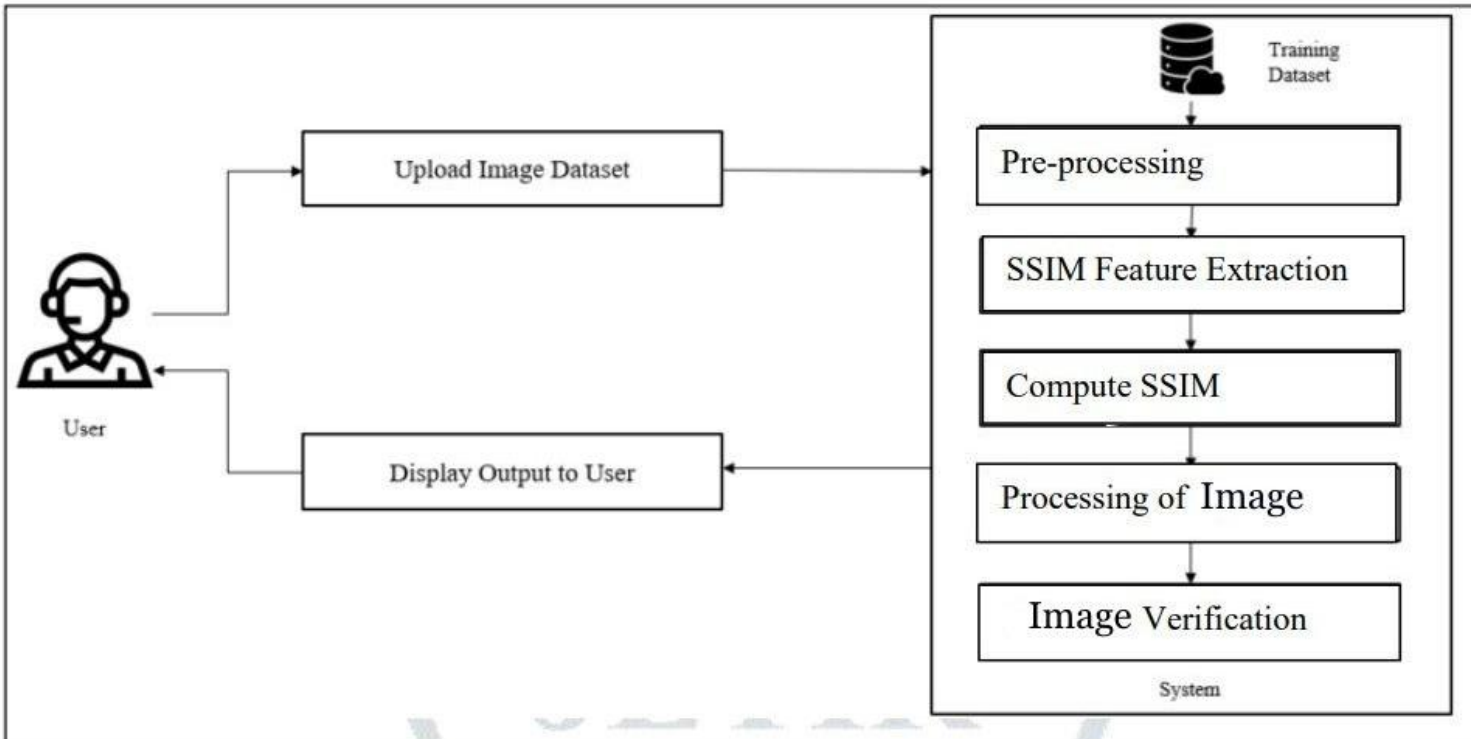 Training
Dataset
Pre-processing
Upload Image Dataset
SSIM Feature Extraction
Compute SSIM
User
Display Output to User
Processing of Image
Image Verification
System